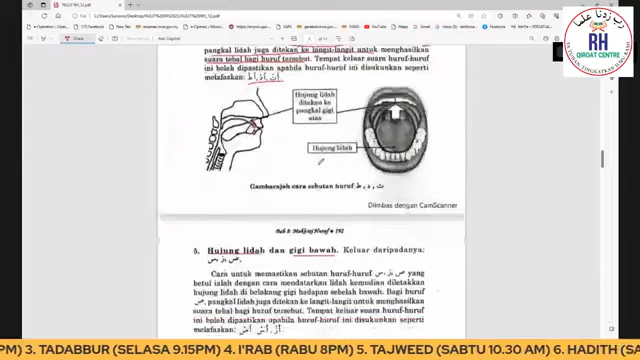 pangkal lidah juga ditekan ke langit-langit untuk menghasilkan
suara tebal bagi huruf tersebut. Tempat keluar suara huruf-huruf
ini boleh dipastikan apabila huruf-huruf ini disukunkan seperti
melafazkan:
Hujung lidah
ditekan ke
pangkal gigi
atas
Hujung lidah
Gambarajah cara sebutan huruf ت , د , ط
Diimbas dengan CamScanner
Bab 8: Makhraj Huruf • 192
5. Hujung lidah dan gigi bawah. Keluar daripadanya:
ص , ز , س.
Cara untuk memastikan sebutan huruf-huruf ص , ز , س yang
betul ialah dengan cara mendatarkan lidah kemudian diletakkan
hujung lidah di belakang gigi hadapan sebelah bawah. Bagi huruf
ص, pangkal lidah juga ditekan ke langit-langit untuk menghasilkan
suara tebal bagi huruf tersebut. Tempat keluar suara huruf-huruf
ini boleh dipastikan apabila huruf-huruf ini disukunkan seperti
melafazkan:
RH
QIROAT CENTRE
PM) 3. TADABBUR (SELASA 9.15PM) 4. I'RAB (RABU 8PM) 5. TAJWEED (SABTU 10.30 AM) 6. HADITH (SA